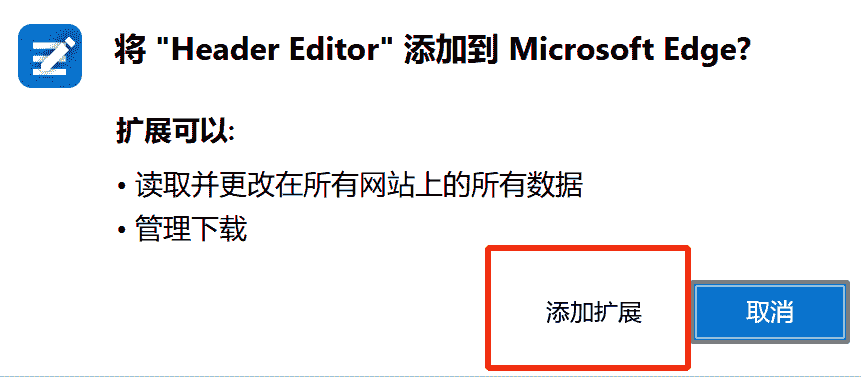 将 "Header Editor" 添加到 Microsoft Edge?
扩展可以:
• 读取并更改在所有网站上的所有数据
• 管理下载
添加扩展
取消